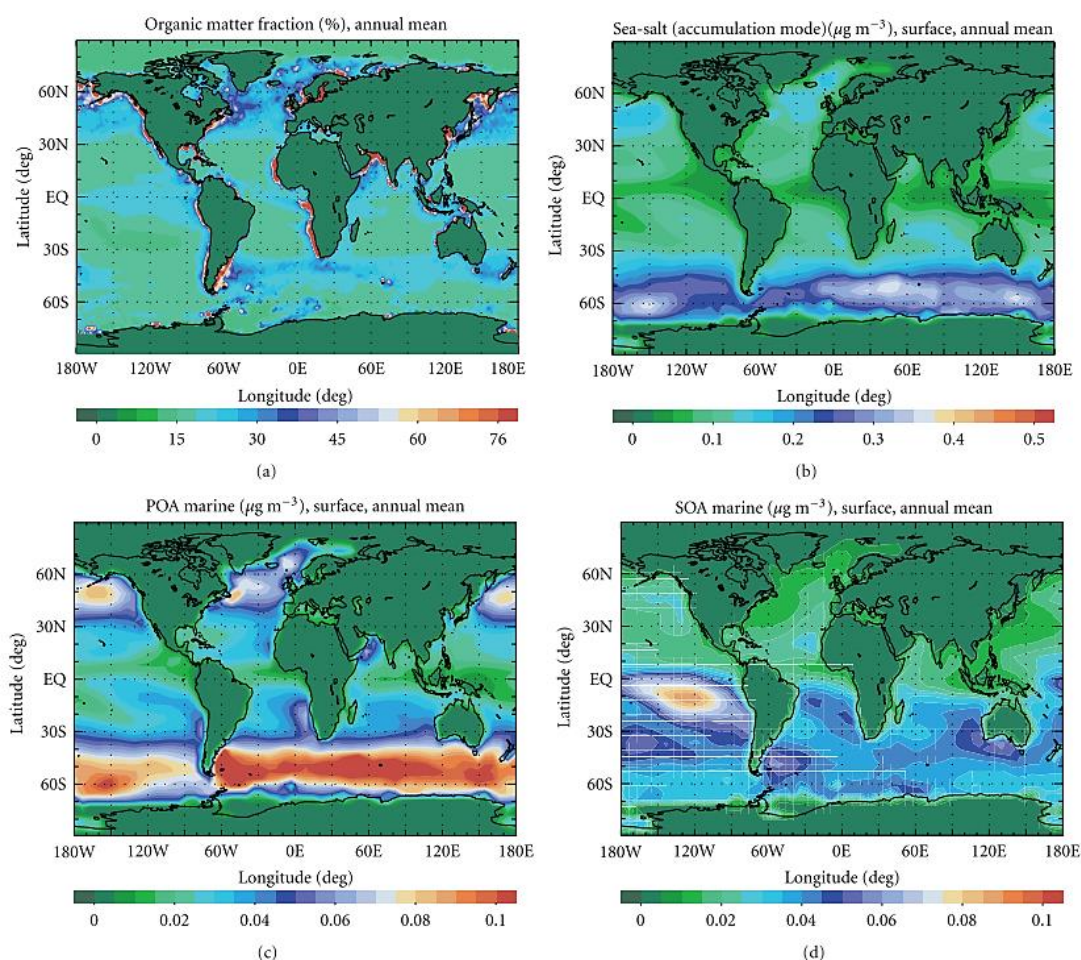 Organic matter fraction (%), annual mean
60N
30N
EQ
30S
60S
Latitude (deg)
180W 120W 60W 0E 60E 120E 180E
Longitude (deg)
0 15 30 45 60 76
(a)
Sea-salt (accumulation mode)(μg m⁻³), surface, annual mean
60N
30N
EQ
30S
60S
Latitude (deg)
180W 120W 60W 0E 60E 120E 180E
Longitude (deg)
0 0.1 0.2 0.3 0.4 0.5
(b)
POA marine (μg m⁻³), surface, annual mean
60N
30N
EQ
30S
60S
Latitude (deg)
180W 120W 60W 0E 60E 120E 180E
Longitude (deg)
0 0.02 0.04 0.06 0.08 0.1
(c)
SOA marine (μg m⁻³), surface, annual mean
60N
30N
EQ
30S
60S
Latitude (deg)
180W 120W 60W 0E 60E 120E 180E
Longitude (deg)
0 0.02 0.04 0.06 0.08 0.1
(d)